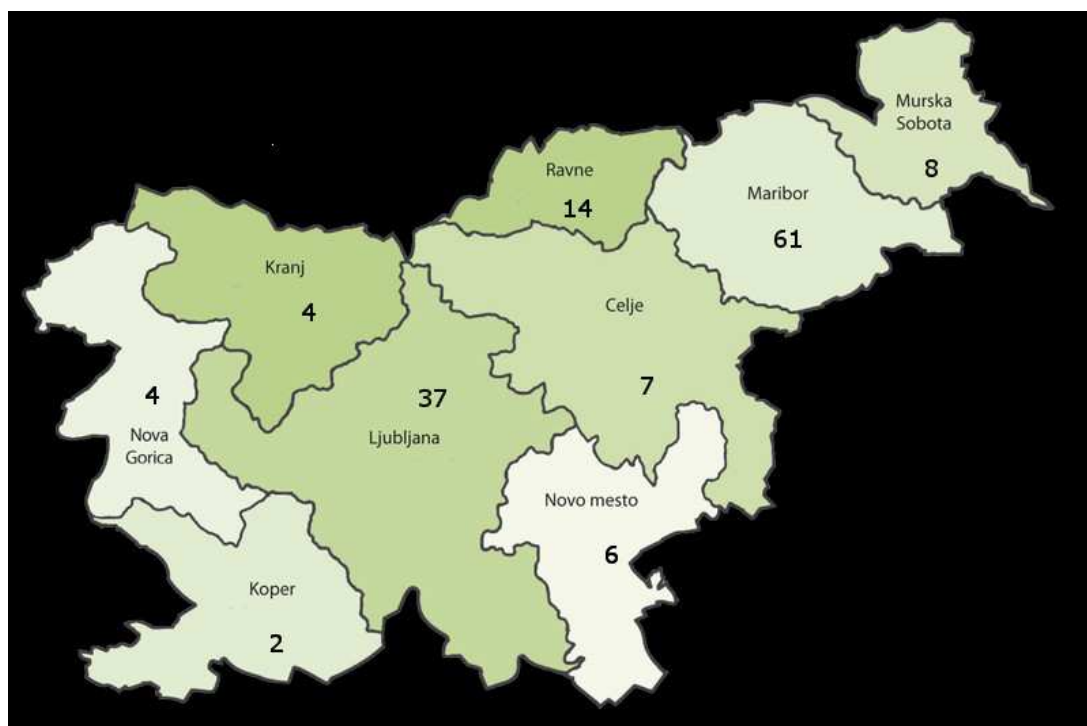 Murska
Sobota
8
Ravne
14
Maribor
61
Kranj
4
Celje
7
4
Nova
Gorica
37
Ljubljana
Novo mesto
6
Koper
2